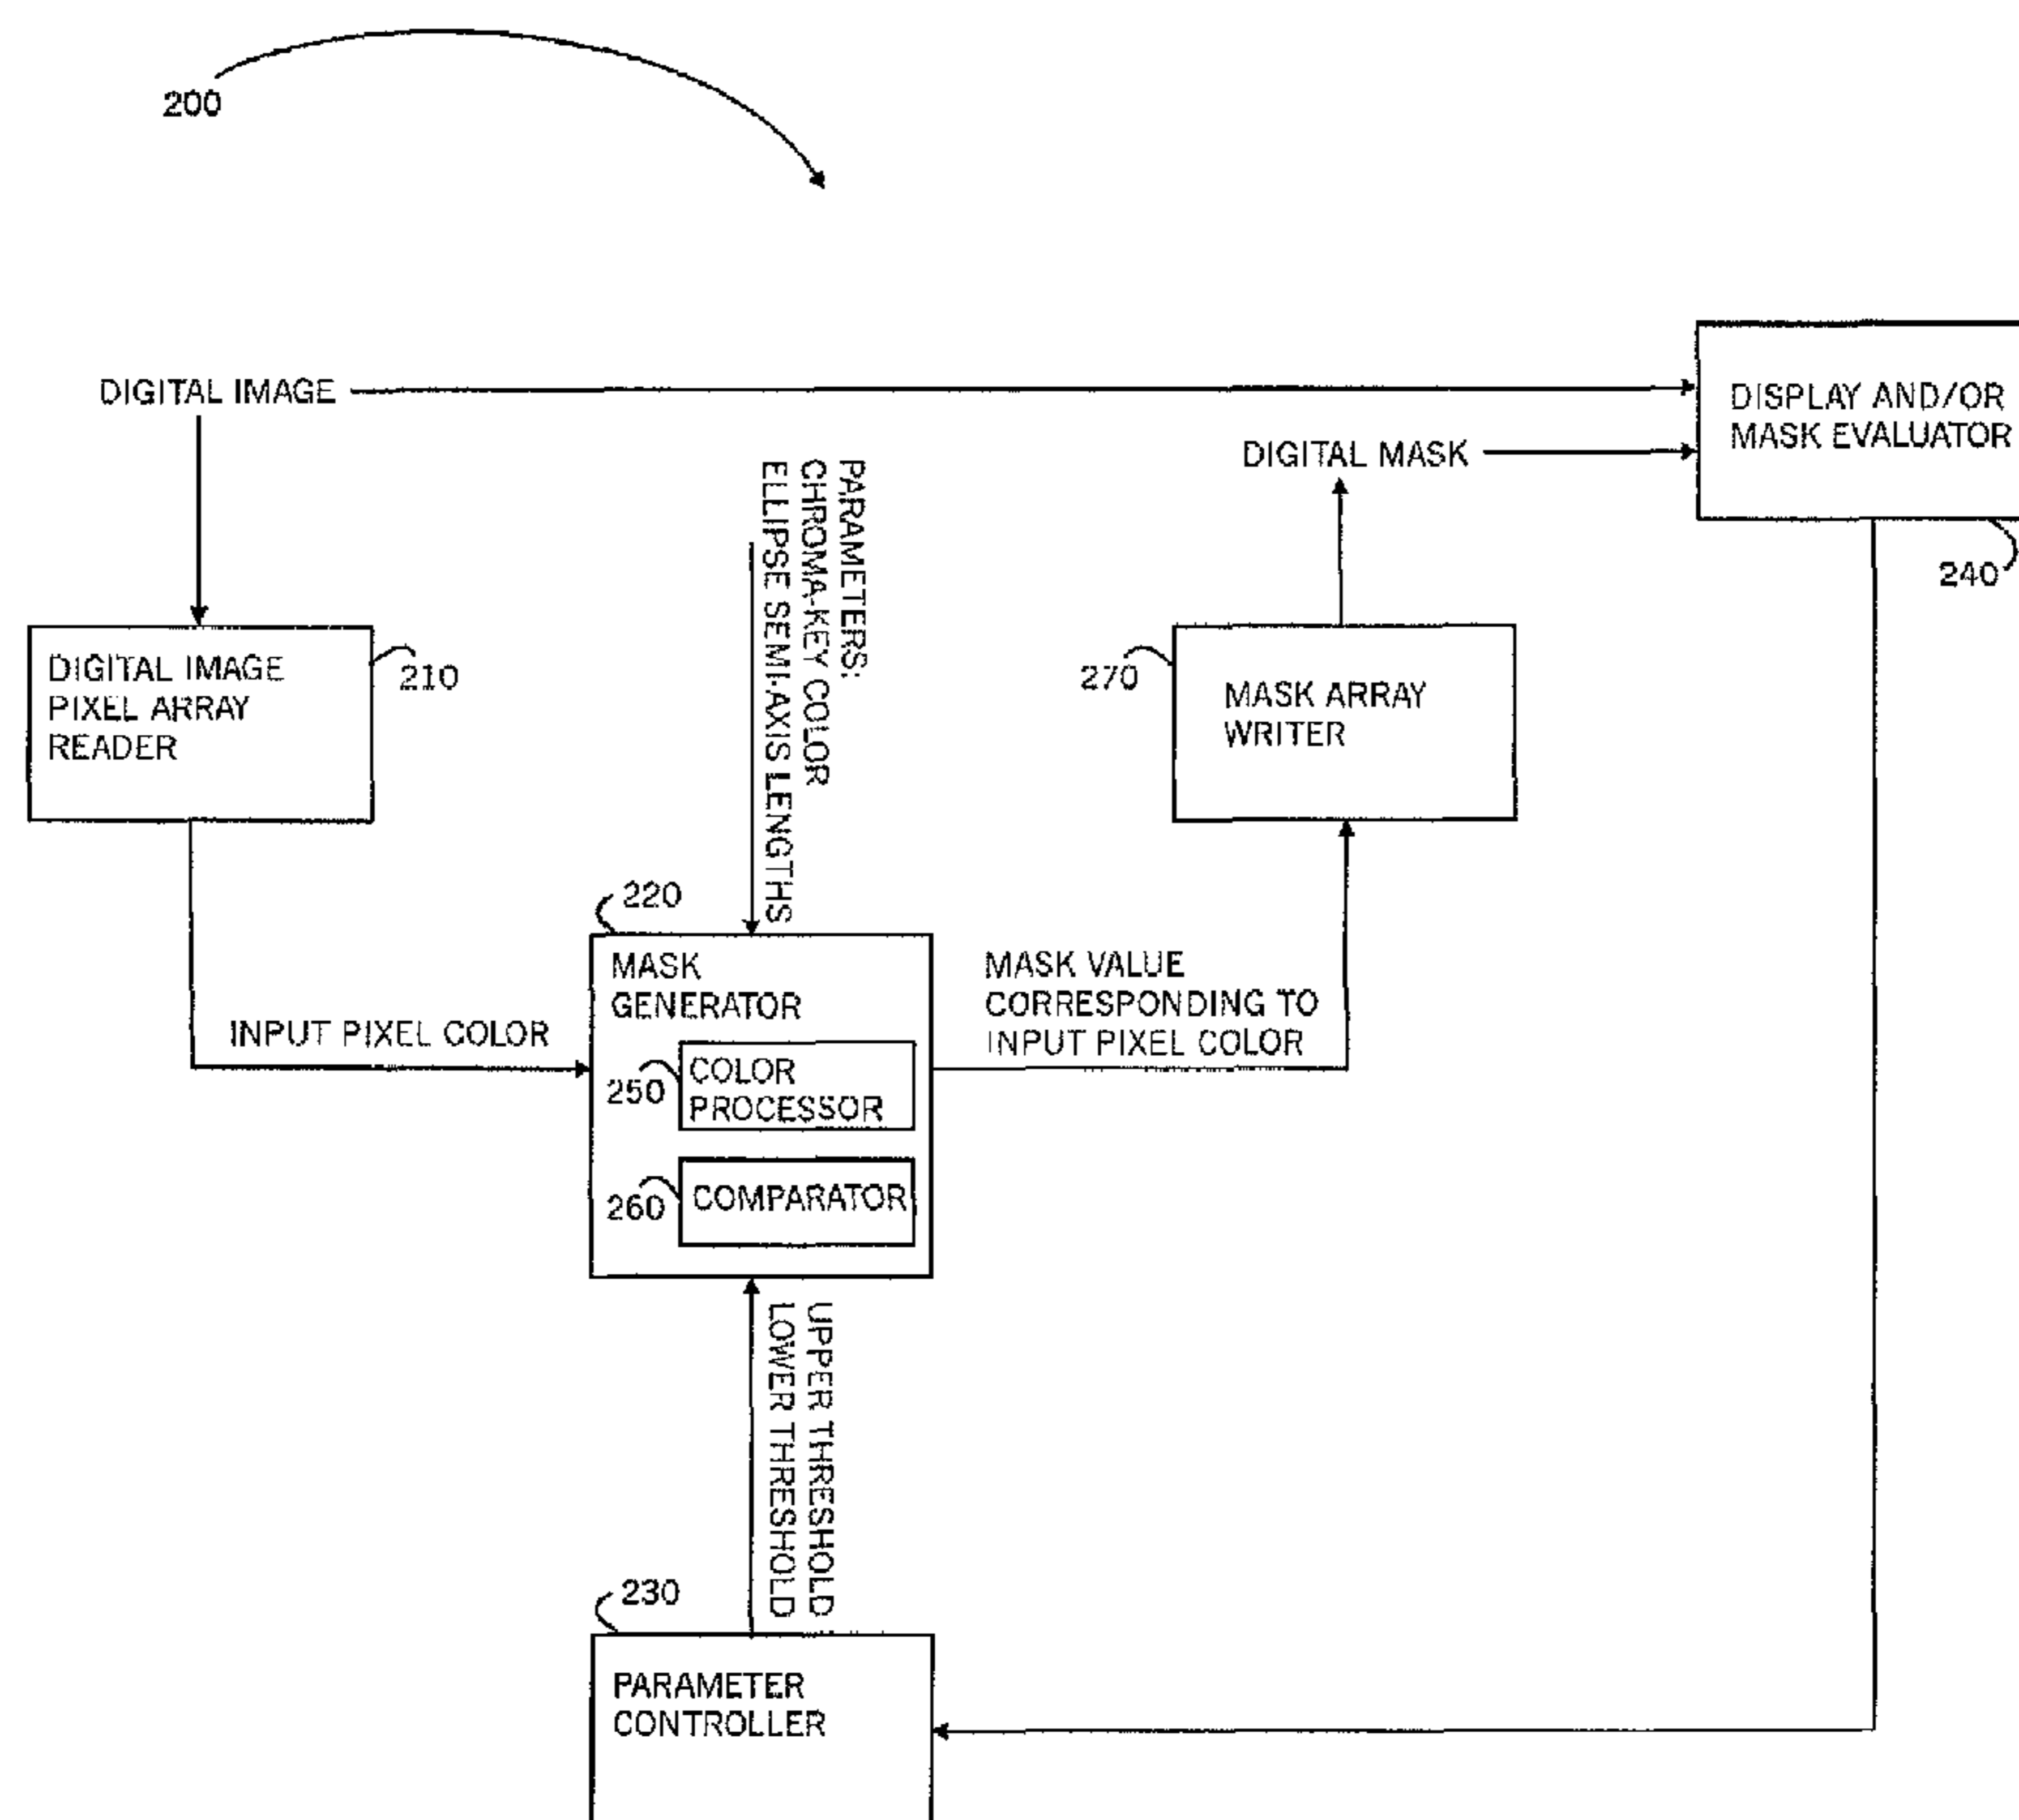 200
DIGITAL IMAGE
DISPLAY AND/OR
MASK EVALUATOR
240
DIGITAL MASK
PARAMETERS:
CHROMA-KEY COLOR
ELLIPSE SEMI-AXIS LENGTHS
DIGITAL IMAGE
PIXEL ARRAY
READER
210
270
MASK ARRAY
WRITER
220
MASK
GENERATOR
INPUT PIXEL COLOR
250
COLOR
PROCESSOR
260
COMPARATOR
MASK VALUE
CORRESPONDING TO
INPUT PIXEL COLOR
UPPER THRESHOLD
LOWER THRESHOLD
230
PARAMETER
CONTROLLER